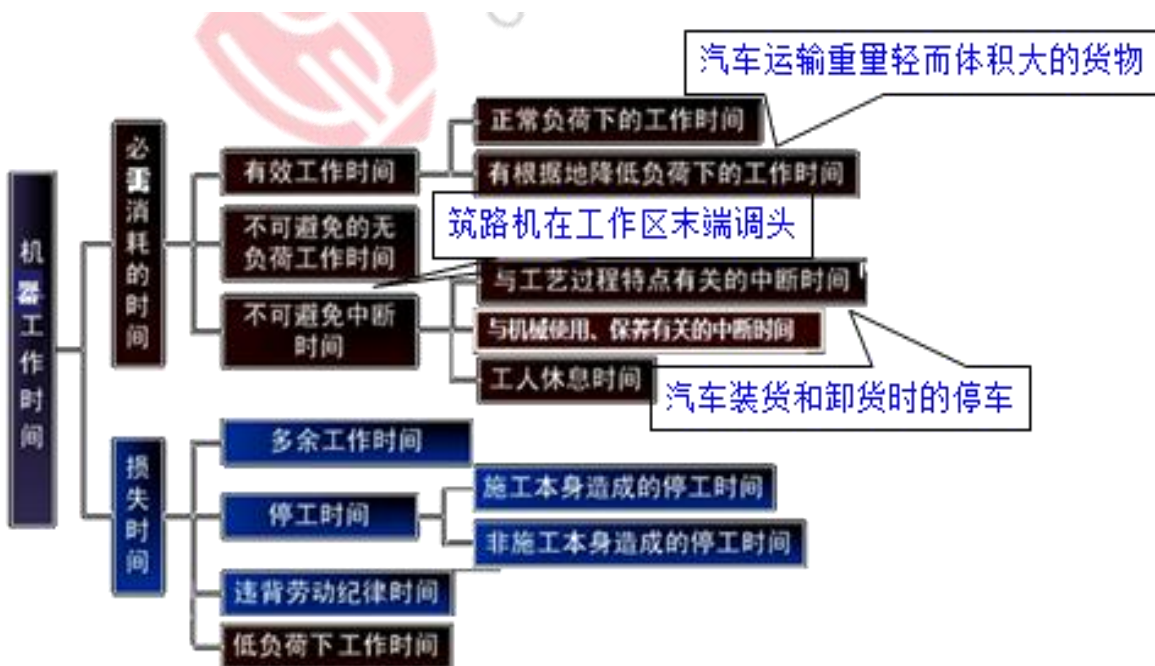 汽车运输重量轻而体积大的货物
正常负荷下的工作时间
必需消耗的时间
有效工作时间
有根据地降低负荷下的工作时间
筑路机在工作区末端调头
不可避免的无
负荷工作时间
机器工作时间
与工艺过程特点有关的中断时间
不可避免中断
时间
与机械使用、保养有关的中断时间
工人休息时间
汽车装货和卸货时的停车
多余工作时间
损失时间
施工本身造成的停工时间
停工时间
非施工本身造成的停工时间
违背劳动纪律时间
低负荷下工作时间